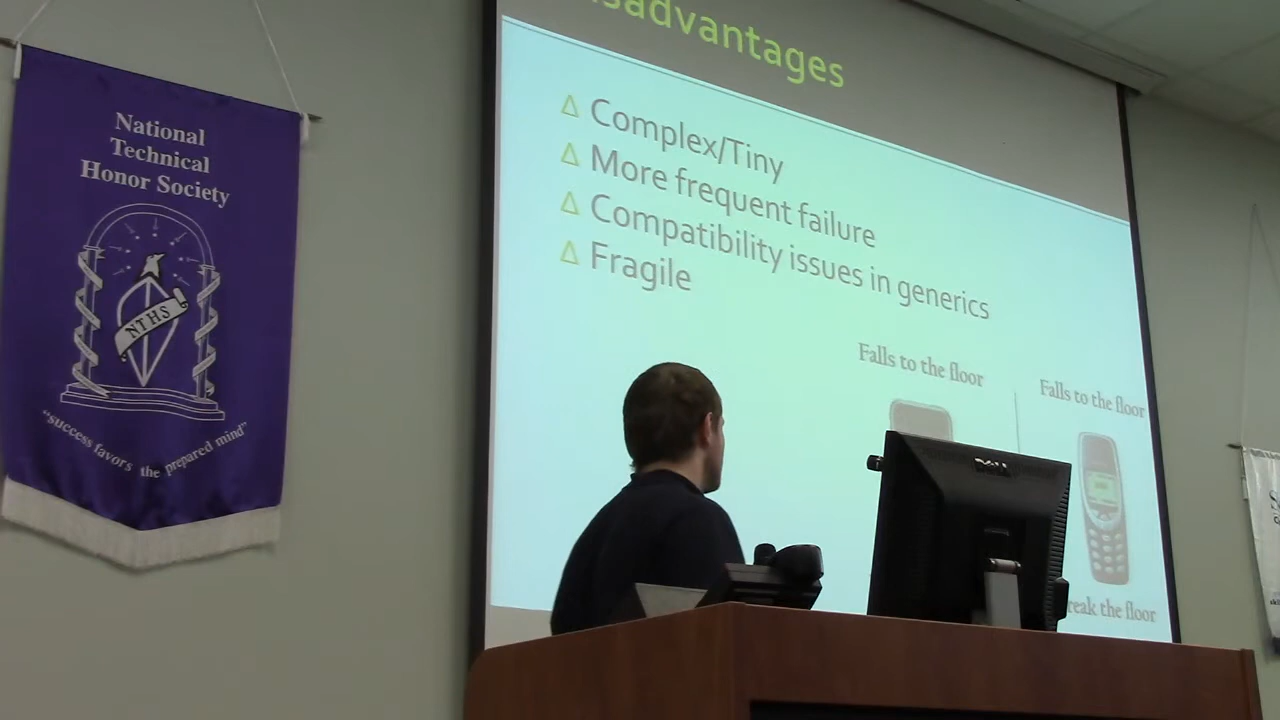 National
Technical
Honor Society
NTHS
"success favors the prepared mind"
sadvantages
Δ Complex/Tiny
Δ More frequent failure
Δ Compatibility issues in generics
Δ Fragile
Falls to the floor
Falls to the floor
reak the floor
DELL